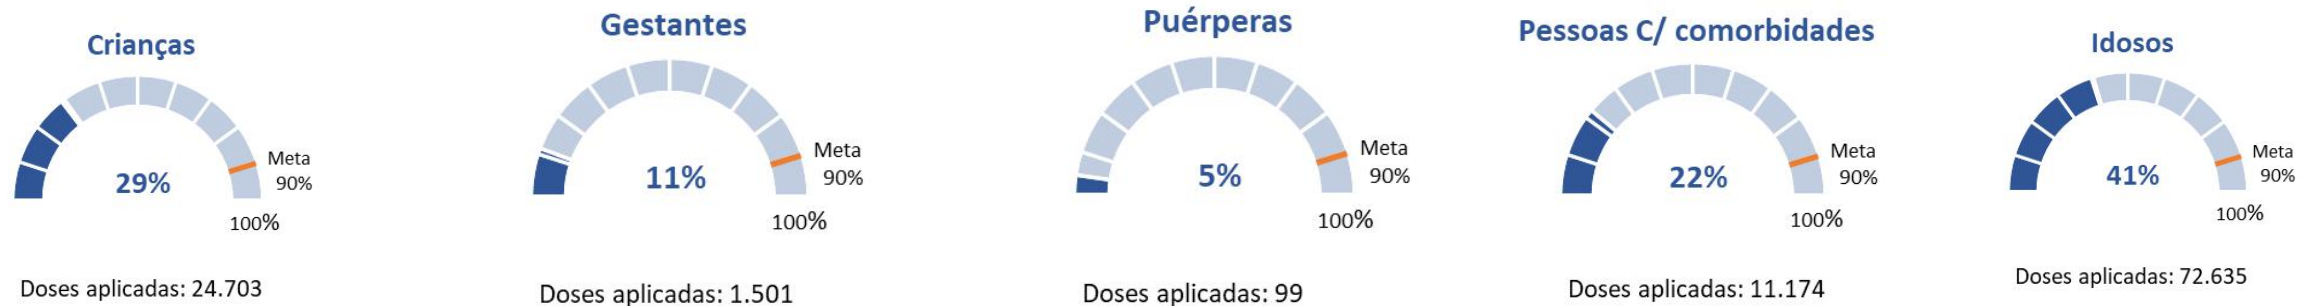 Crianças
29%
Meta
90%
100%
Doses aplicadas: 24.703
Gestantes
11%
Meta
90%
100%
Doses aplicadas: 1.501
Puérperas
5%
Meta
90%
100%
Doses aplicadas: 99
Pessoas C/ comorbidades
22%
Meta
90%
100%
Doses aplicadas: 11.174
Idosos
41%
Meta
90%
100%
Doses aplicadas: 72.635